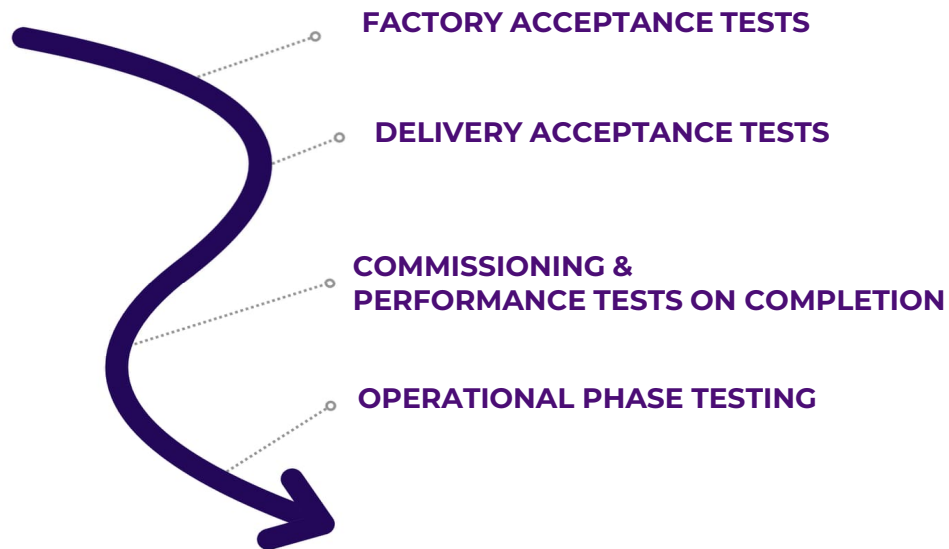 FACTORY ACCEPTANCE TESTS
DELIVERY ACCEPTANCE TESTS
COMMISSIONING &
PERFORMANCE TESTS ON COMPLETION
OPERATIONAL PHASE TESTING